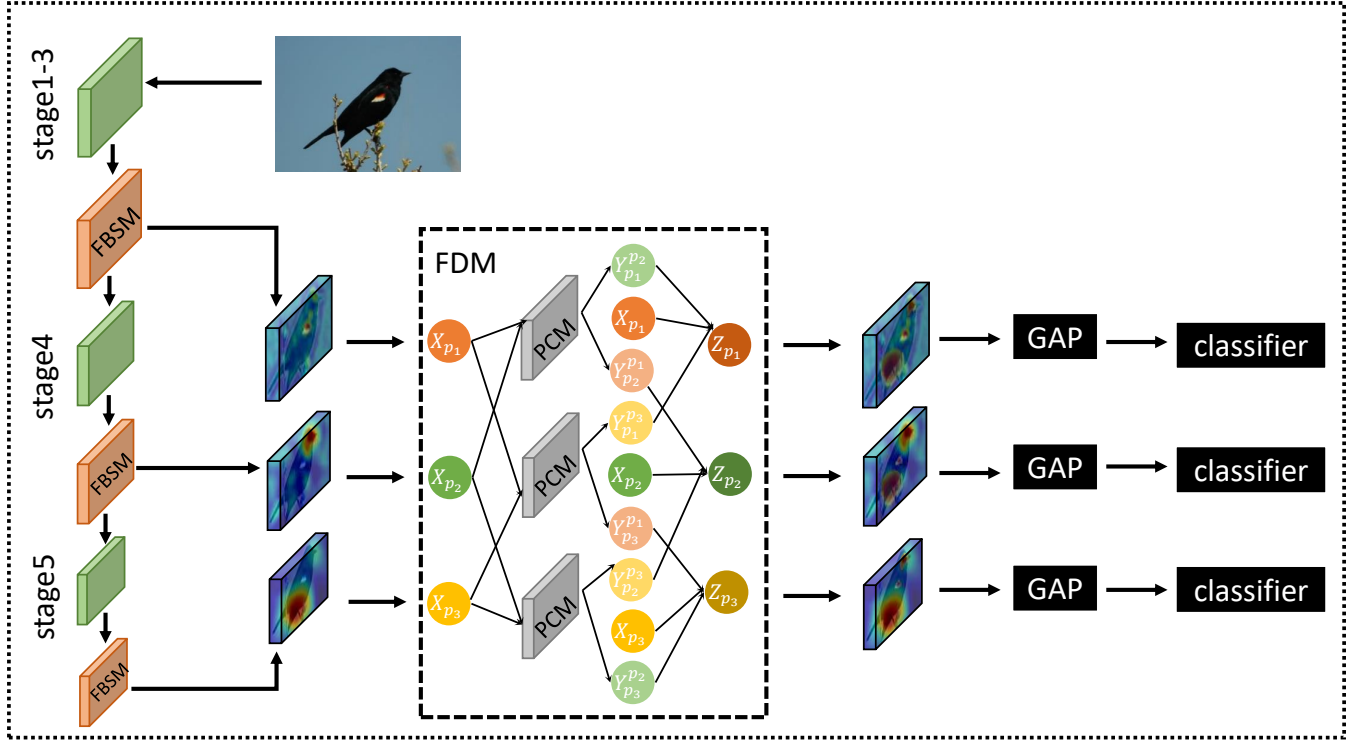 stage1-3
FBSM
stage4
FBSM
stage5
FBSM
FDM
X_{p_1}
X_{p_2}
X_{p_3}
PCM
PCM
PCM
Y_{p_1}^{p_2}
X_{p_1}
Y_{p_2}^{p_1}
Y_{p_1}^{p_3}
X_{p_2}
Y_{p_3}^{p_1}
Y_{p_2}^{p_3}
X_{p_3}
Y_{p_3}^{p_2}
Z_{p_1}
Z_{p_2}
Z_{p_3}
GAP
classifier
GAP
classifier
GAP
classifier